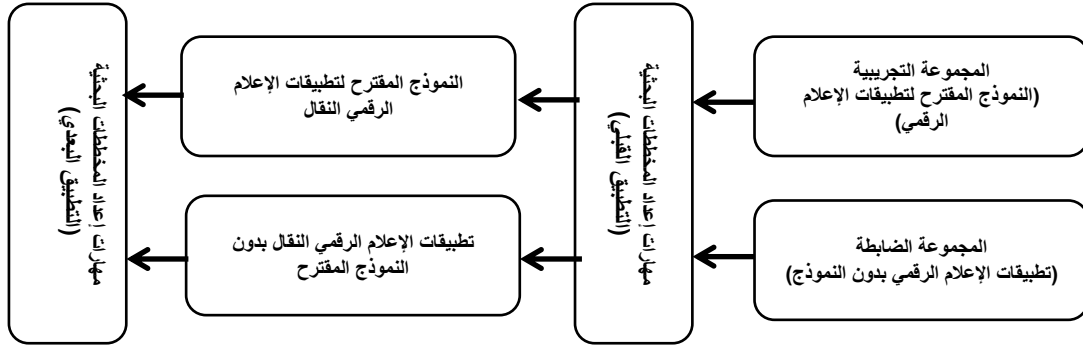 المجموعة التجريبية
(النموذج المقترح لتطبيقات الإعلام
الرقمي)
المجموعة الضابطة
(تطبيقات الإعلام الرقمي بدون النموذج)
مهارات إعداد المخططات البحثية
(التطبيق القبلي)
النموذج المقترح لتطبيقات الإعلام
الرقمي النقال
تطبيقات الإعلام الرقمي النقال بدون
النموذج المقترح
مهارات إعداد المخططات البحثية
(التطبيق البعدي)